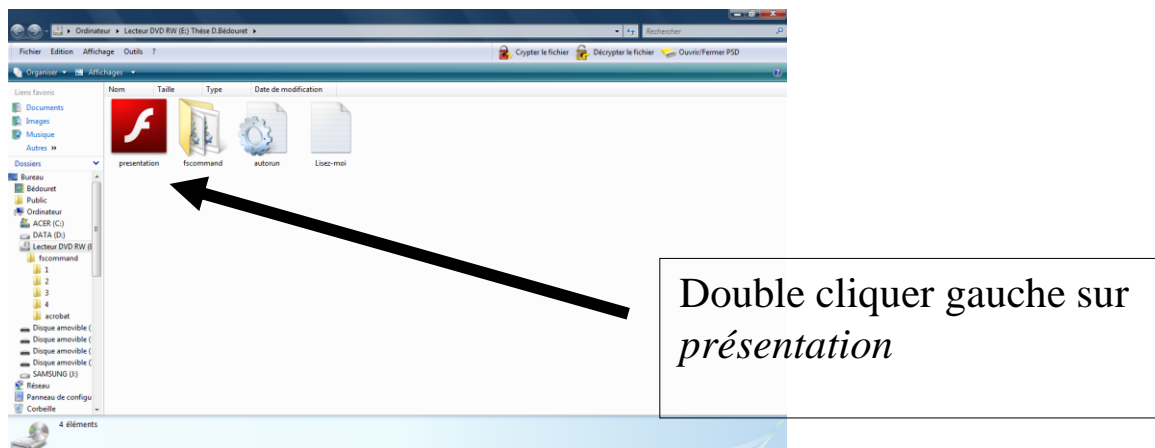 Ordinateur ▸ Lecteur DVD RW (E:) Thèse D.Bédouret ▸
Rechercher
Fichier Edition Affichage Outils ?
Crypter le fichier Décrypter le fichier Ouvrir/Fermer PSD
Organiser Affichages
Liens favoris
Documents
Images
Musique
Autres »
Dossiers
Nom Taille Type Date de modification
presentation fscommand autorun Lisez-moi
Bureau
Bédouret
Public
Ordinateur
ACER (C:)
DATA (D:)
Lecteur DVD RW (E
fscommand
1
2
3
4
acrobat
Disque amovible (
Disque amovible (
Disque amovible (
Disque amovible (
SAMSUNG (J:)
Réseau
Panneau de configu
Corbeille
4 éléments
Double cliquer gauche sur
présentation